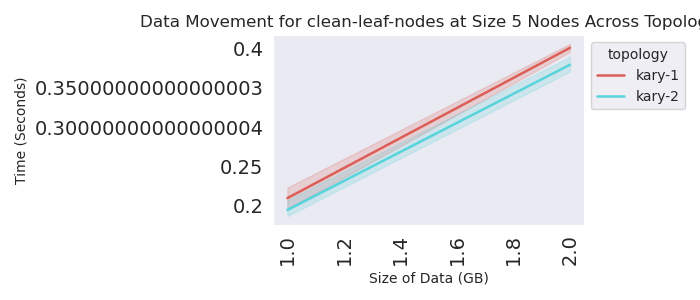 Data Movement for clean-leaf-nodes at Size 5 Nodes Across Topolog
Time (Seconds)
0.4
0.35000000000000003
0.30000000000000004
0.25
0.2
1.0
1.2
1.4
1.6
1.8
2.0
Size of Data (GB)
topology
kary-1
kary-2